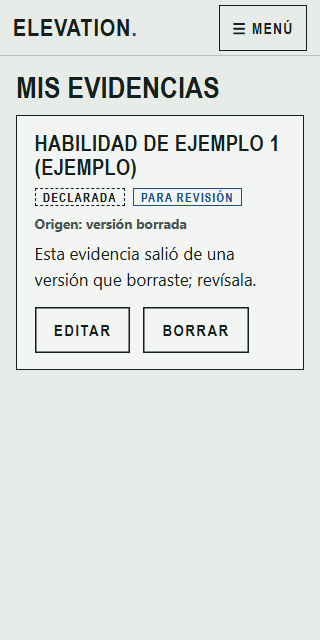 ELEVATION.
☰ MENÚ
MIS EVIDENCIAS
HABILIDAD DE EJEMPLO 1
(EJEMPLO)
DECLARADA
PARA REVISIÓN
Origen: versión borrada
Esta evidencia salió de una
versión que borraste; revísala.
EDITAR
BORRAR